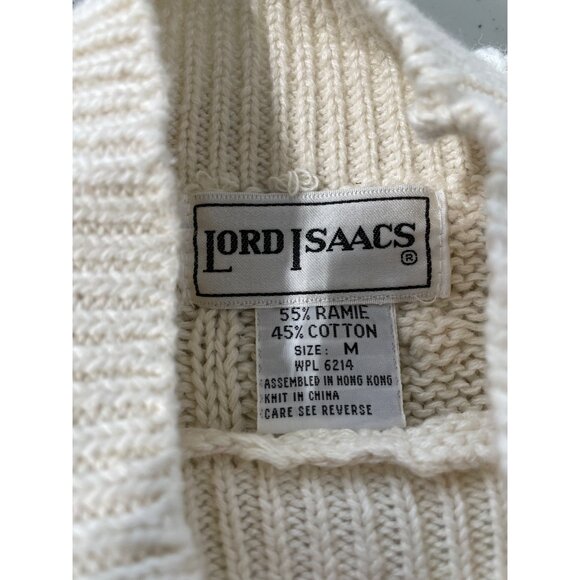 LORD ISAACS ®
55% RAMIE
45% COTTON
SIZE: M
WPL 6214
ASSEMBLED IN HONG KONG
KNIT IN CHINA
CARE SEE REVERSE